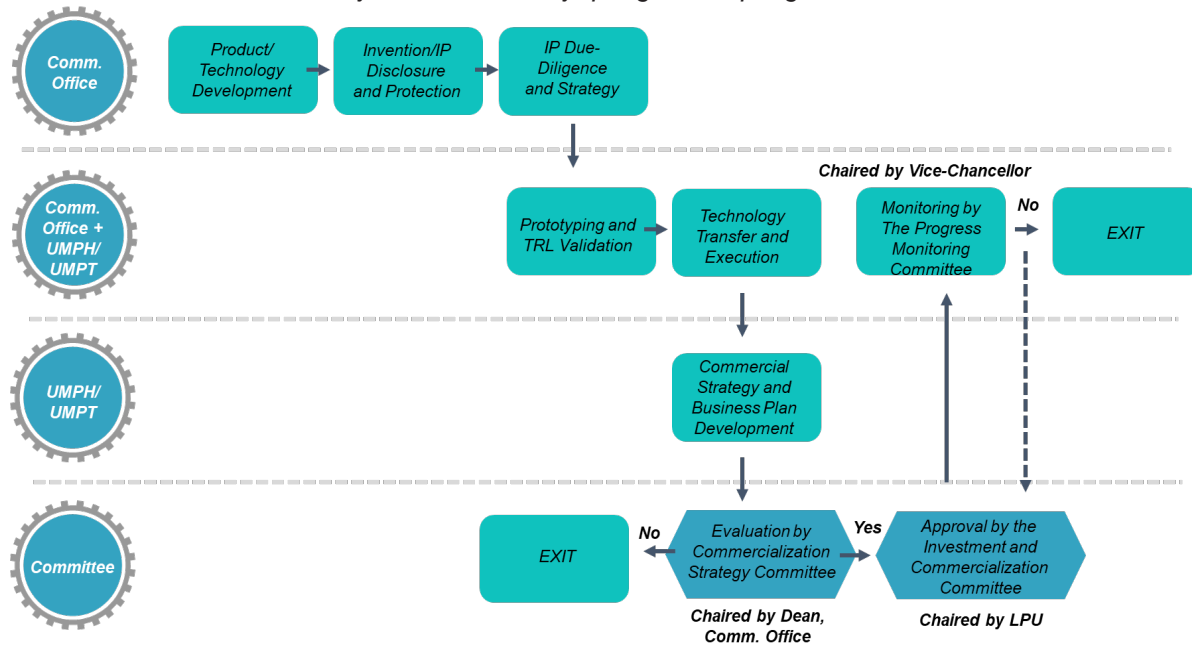 Comm.
Office
Product/
Technology
Development
Invention/IP
Disclosure
and Protection
IP Due-
Diligence
and Strategy
Chaired by Vice-Chancellor
Comm.
Office +
UMPH/
UMPT
Prototyping and
TRL Validation
Technology
Transfer and
Execution
Monitoring by
The Progress
Monitoring
Committee
No
EXIT
UMPH/
UMPT
Commercial
Strategy and
Business Plan
Development
Committee
EXIT
No
Evaluation by
Commercialization
Strategy Committee
Yes
Approval by the
Investment and
Commercialization
Committee
Chaired by Dean,
Comm. Office
Chaired by LPU